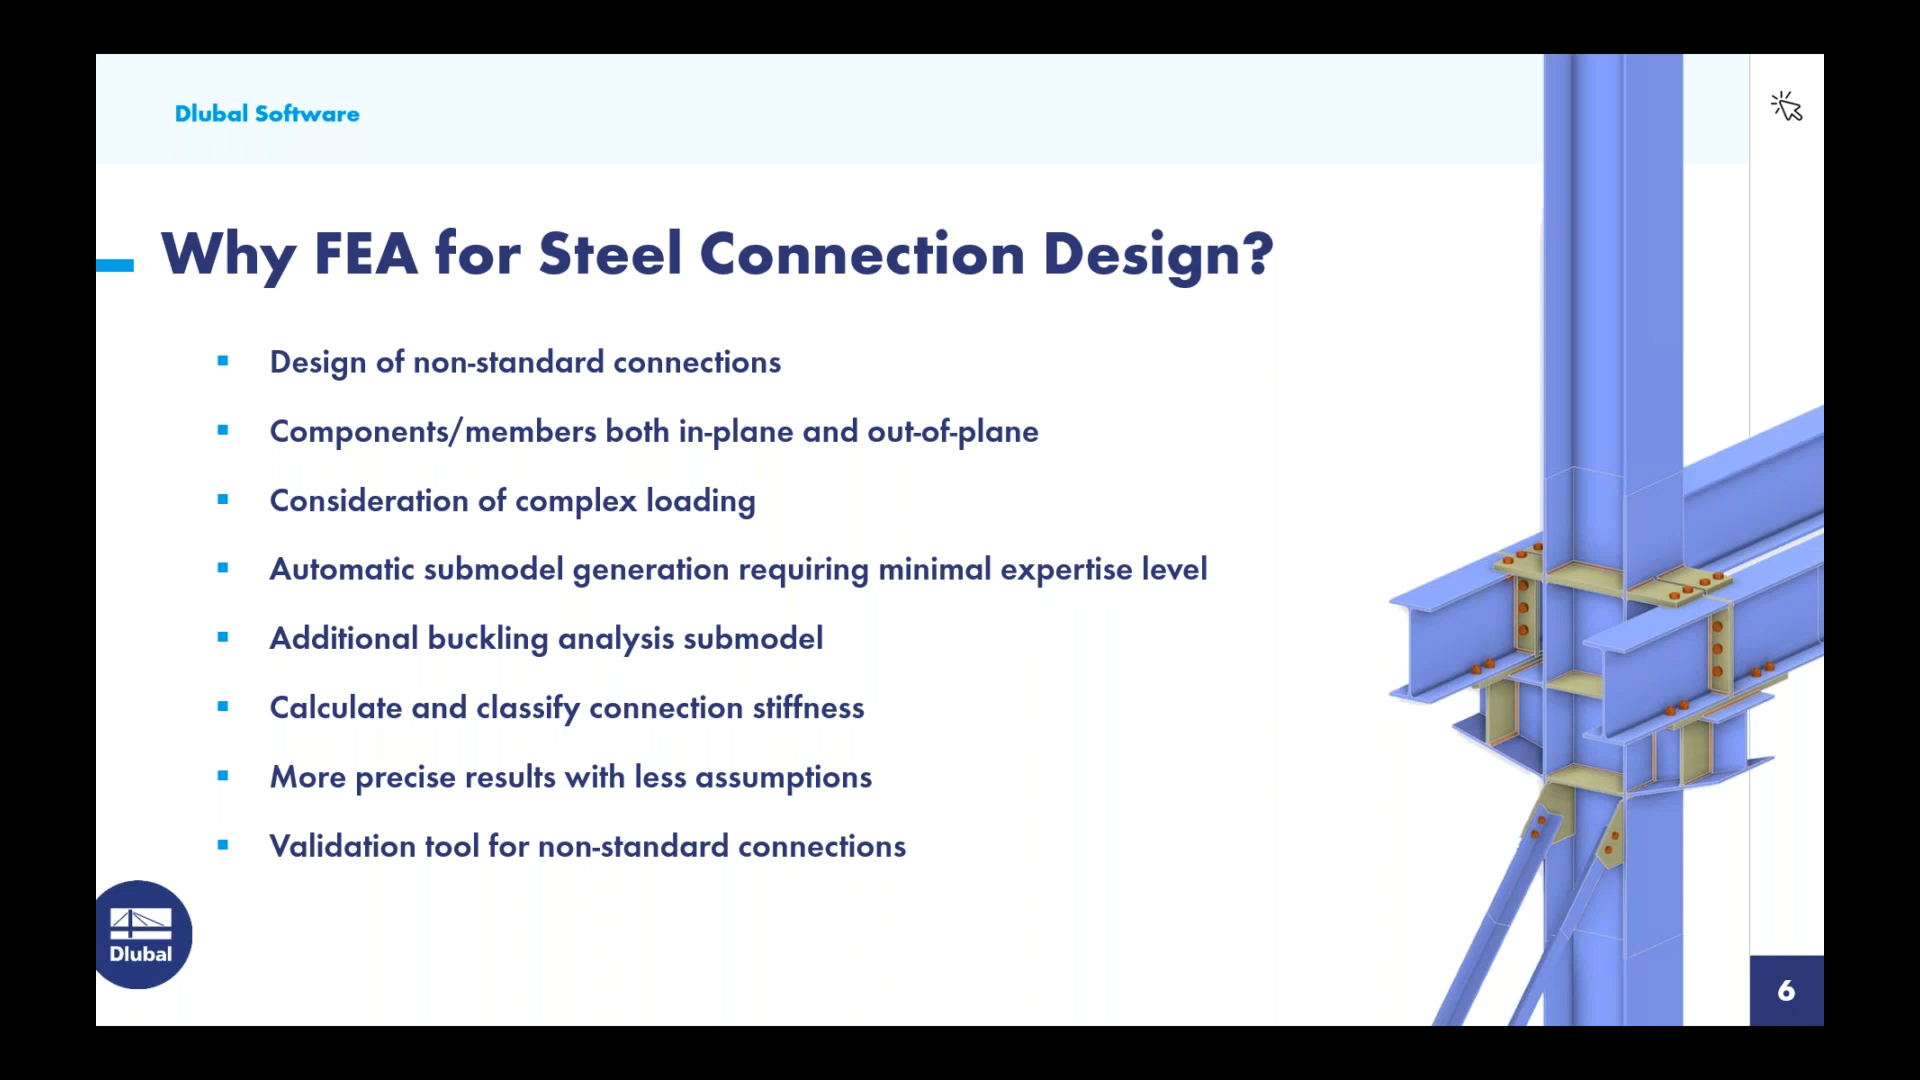 Dlubal Software
Why FEA for Steel Connection Design?
Design of non-standard connections
Components/members both in-plane and out-of-plane
Consideration of complex loading
Automatic submodel generation requiring minimal expertise level
Additional buckling analysis submodel
Calculate and classify connection stiffness
More precise results with less assumptions
Validation tool for non-standard connections
Dlubal
6